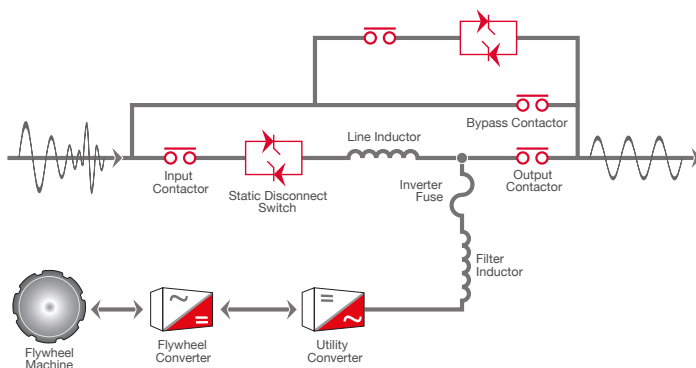 Bypass Contactor
Line Inductor
Input
Contactor
Static Disconnect
Switch
Inverter
Fuse
Output
Contactor
Filter
Inductor
Flywheel
Machine
Flywheel
Converter
Utility
Converter